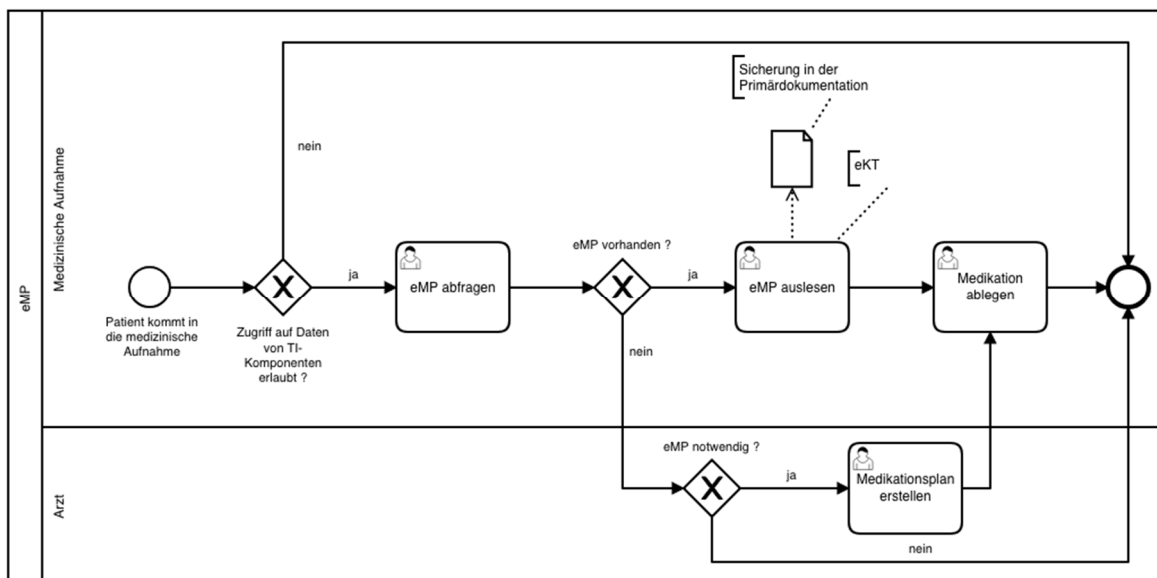 eMP
Medizinische Aufnahme
Sicherung in der
Primärdokumentation
nein
eKT
eMP vorhanden ?
ja
eMP abfragen
ja
eMP auslesen
Medikation
ablegen
Patient kommt in
die medizinische
Aufnahme
Zugriff auf Daten
von TI-
Komponenten
erlaubt ?
nein
Arzt
eMP notwendig ?
ja
Medikationsplan
erstellen
nein